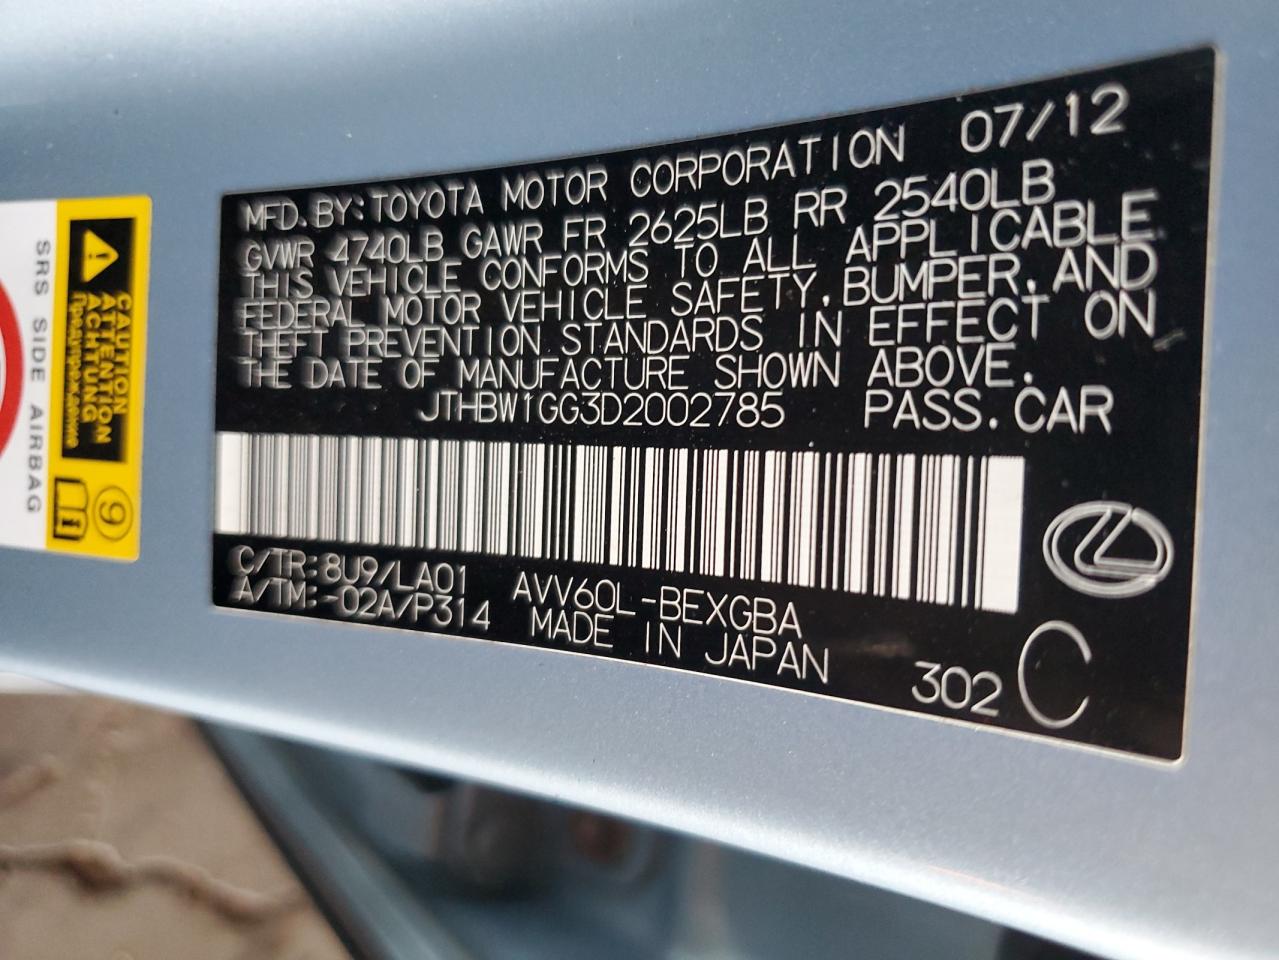 MFD.BY:TOYOTA MOTOR CORPORATION 07/12
GVWR 4740LB GAWR FR 2625LB RR 2540LB
THIS VEHICLE CONFORMS TO ALL APPLICABLE
FEDERAL MOTOR VEHICLE SAFETY,BUMPER,AND
THEFT PREVENTION STANDARDS IN EFFECT ON
THE DATE OF MANUFACTURE SHOWN ABOVE.
JTHBW1GG3D2002785 PASS.CAR
C/TR:8U9/LA01 AVV60L-BEXGBA
A/TM:-02A/P314 MADE IN JAPAN
302 C
CAUTION
ATTENTION
ACHTUNG
Предупреждение
9
SRS SIDE AIRBAG